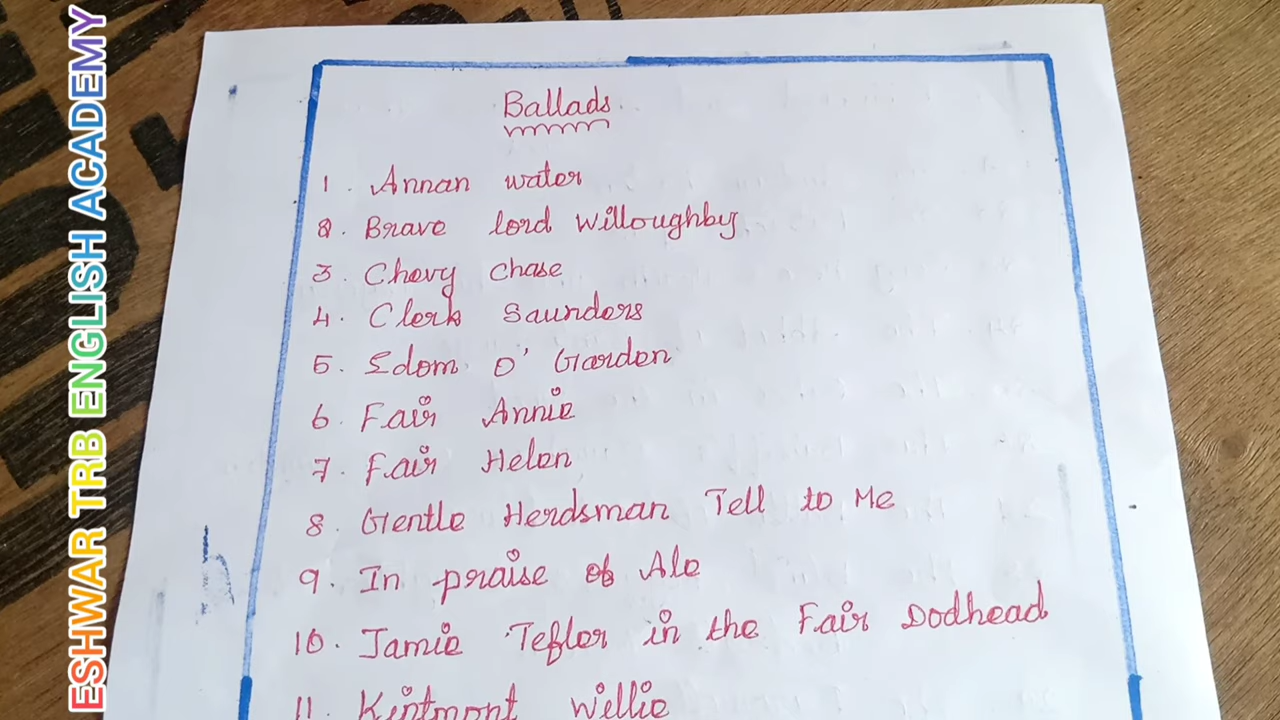 ESHWAR TRB ENGLISH ACADEMY
Ballads.
1. Annan water
2. Brave lord Willoughby
3. Chevy chase
4. Clerk Saunders
5. Edom O' Garden
6. Fair Annie
7. Fair Helen
8. Gentle Herdsman Tell to Me
9. In praise of Ale
10. Jamie Tefler in the Fair Dodhead
11. Kintmont Willie